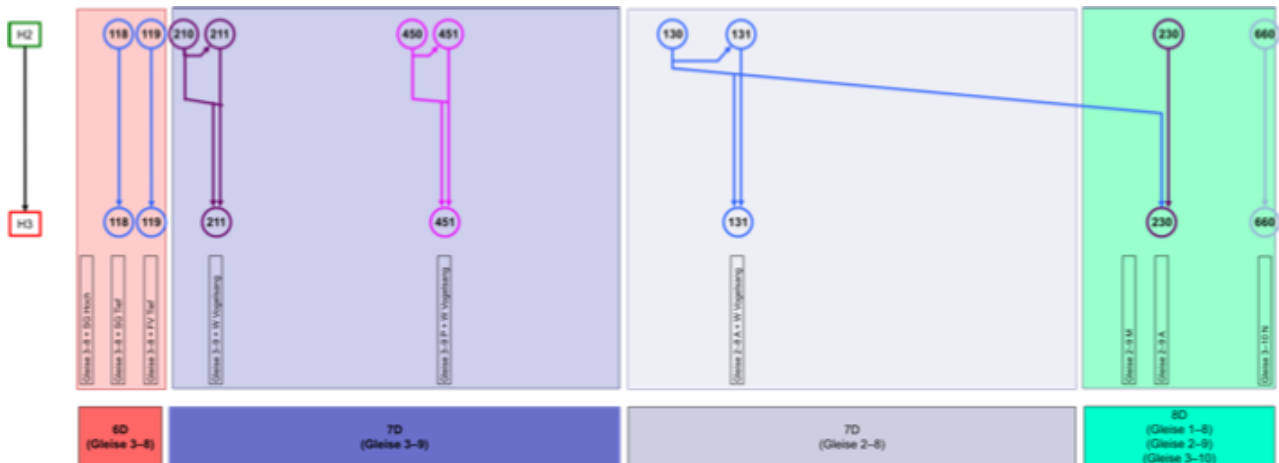 H2
118
119
210
211
450
451
130
131
230
660
H3
118
119
211
451
131
230
660
Gleise 3–8 + SG Hoch
Gleise 3–8 + SG Tief
Gleise 3–8 + FV Tief
Gleise 3–9 + W Vogelsang
Gleise 3–9 P + W Vogelsang
Gleise 2–8 A + W Vogelsang
Gleise 2–9 M
Gleise 2–9 A
Gleise 3–10 N
6D
(Gleise 3–8)
7D
(Gleise 3–9)
7D
(Gleise 2–8)
8D
(Gleise 1–8)
(Gleise 2–9)
(Gleise 3–10)